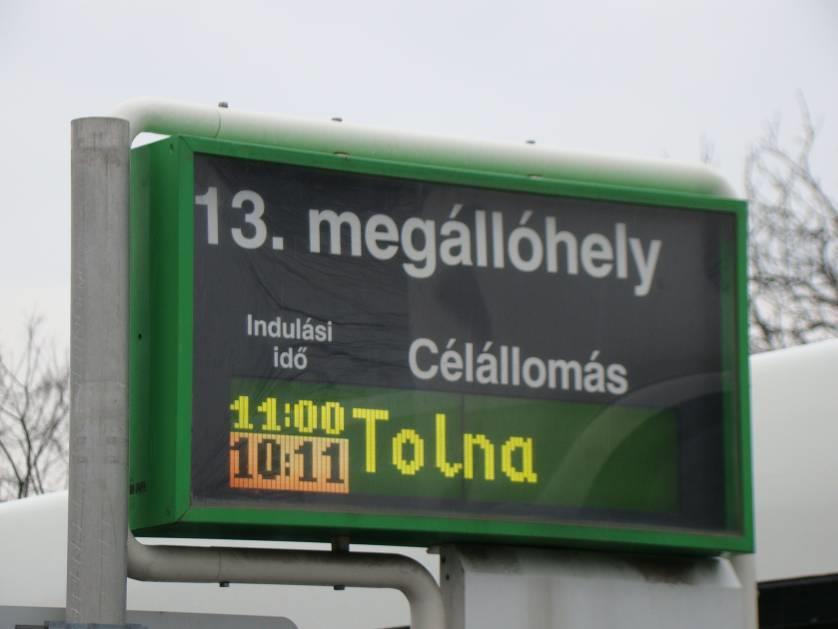 13. megállóhely
Indulási
idő
Célállomás
11:00 Tolna
10:11